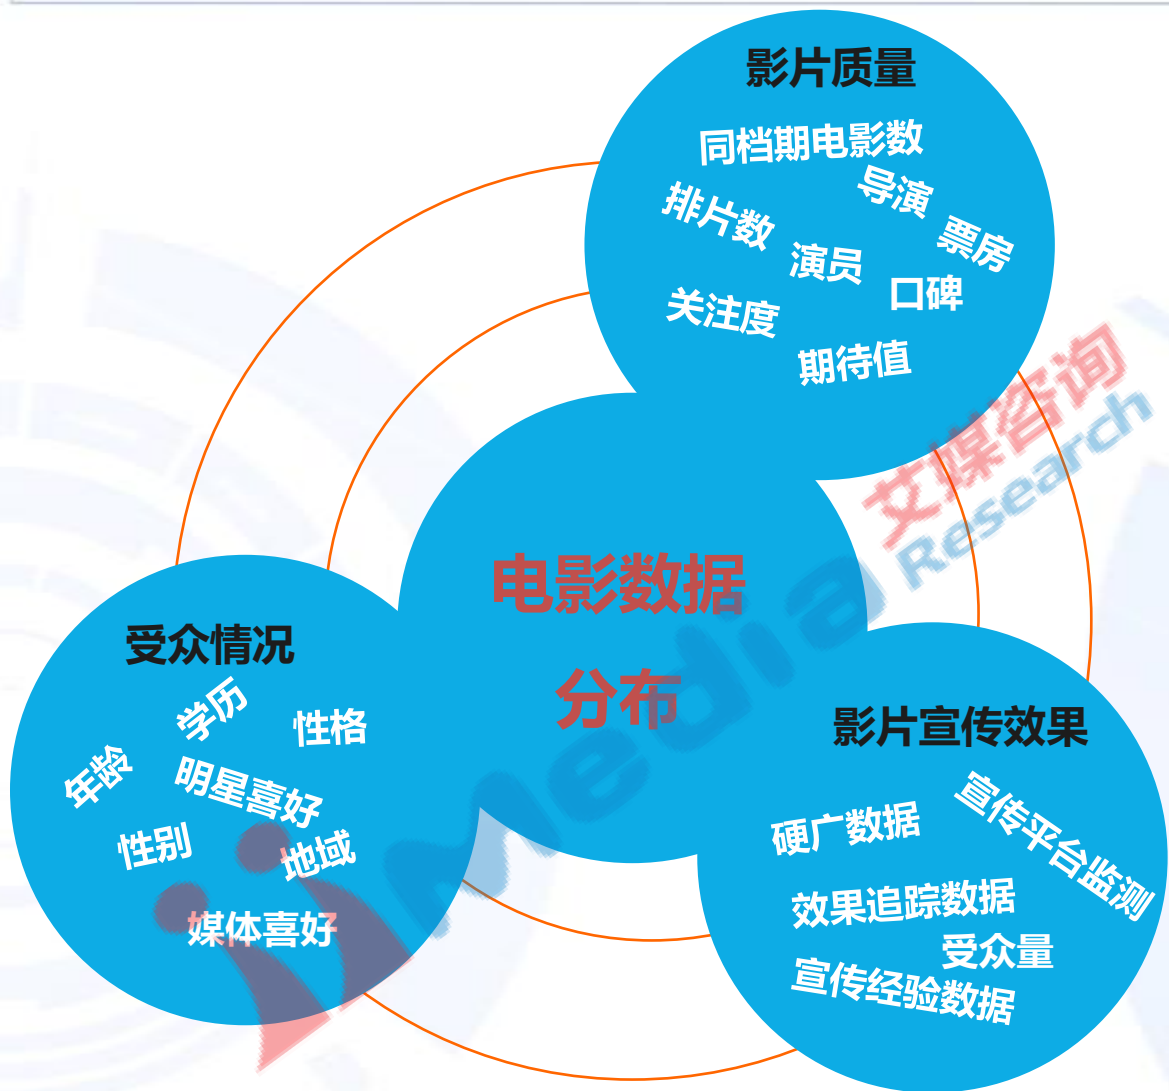 影片质量
同档期电影数
导演
排片数
票房
演员
口碑
关注度
期待值
电影数据
分布
受众情况
学历
性格
年龄
明星喜好
性别
地域
媒体喜好
影片宣传效果
宣传平台监测
硬广数据
效果追踪数据
受众量
宣传经验数据
艾媒咨询
iiMedia Research